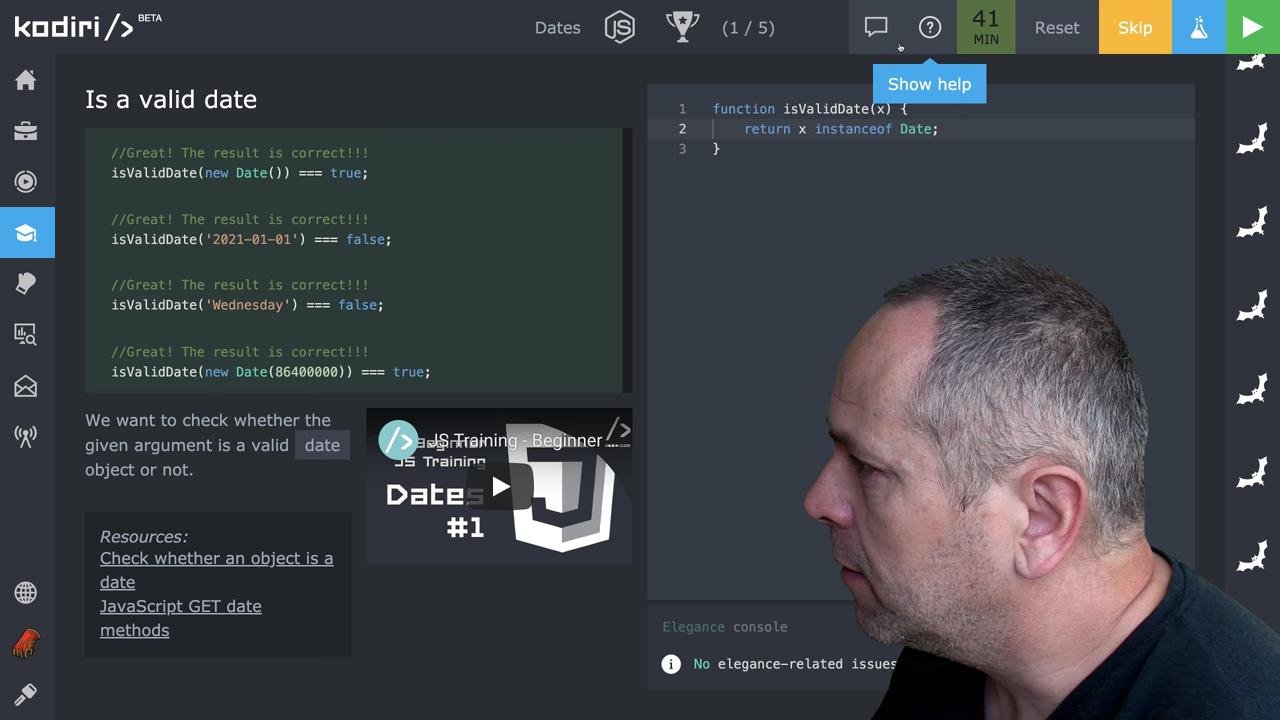 kodiri/> BETA
Dates
JS
(1 / 5)
41
MIN
Reset
Skip
Show help
Is a valid date
//Great! The result is correct!!!
isValidDate(new Date()) === true;
//Great! The result is correct!!!
isValidDate('2021-01-01') === false;
//Great! The result is correct!!!
isValidDate('Wednesday') === false;
//Great! The result is correct!!!
isValidDate(new Date(86400000)) === true;
We want to check whether the
given argument is a valid date
object or not.
Resources:
Check whether an object is a
date
JavaScript GET date
methods
JS Training - Beginner
Beginner
JS Training
Dates
#1
1 function isValidDate(x) {
2 return x instanceof Date;
3 }
Elegance console
No elegance-related issues